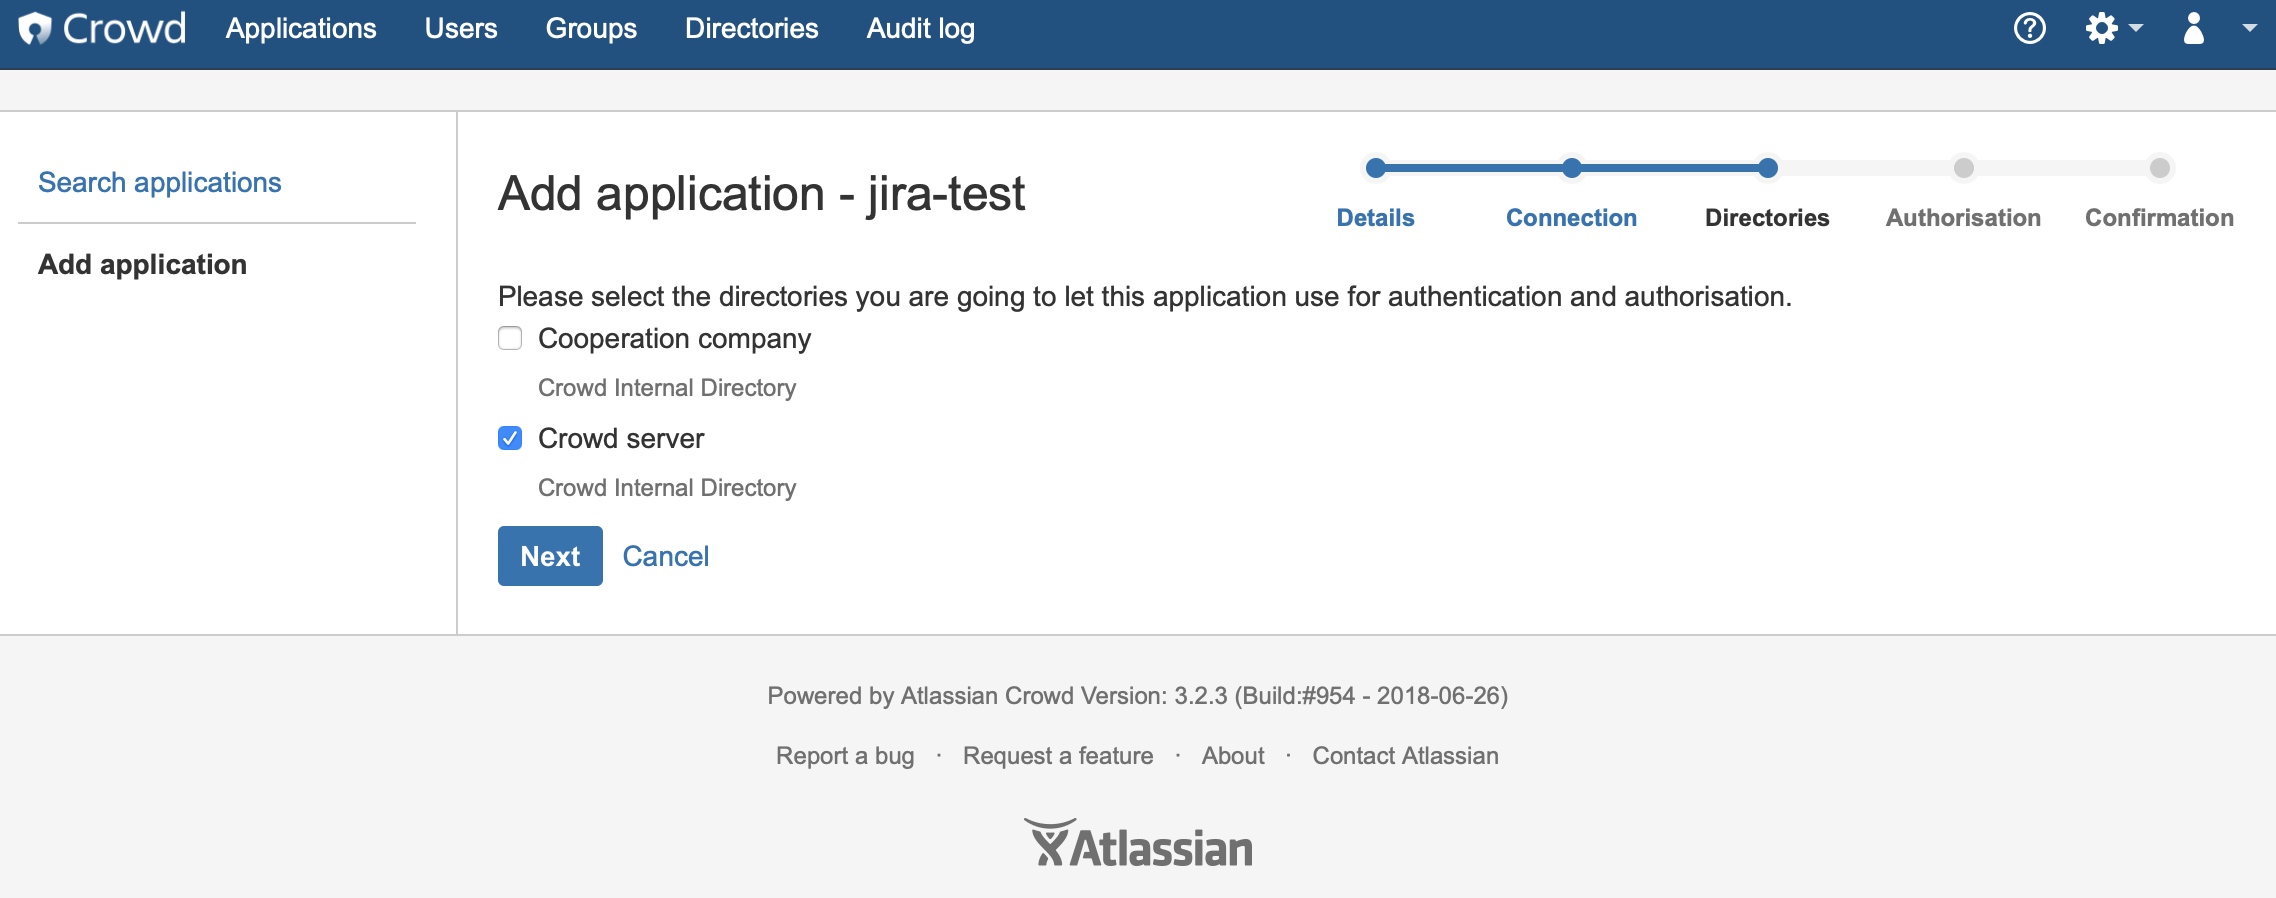 Crowd Applications Users Groups Directories Audit log
Search applications
Add application
Add application - jira-test
Details Connection Directories Authorisation Confirmation
Please select the directories you are going to let this application use for authentication and authorisation.
Cooperation company
Crowd Internal Directory
Crowd server
Crowd Internal Directory
Next Cancel
Powered by Atlassian Crowd Version: 3.2.3 (Build:#954 - 2018-06-26)
Report a bug · Request a feature · About · Contact Atlassian
Atlassian